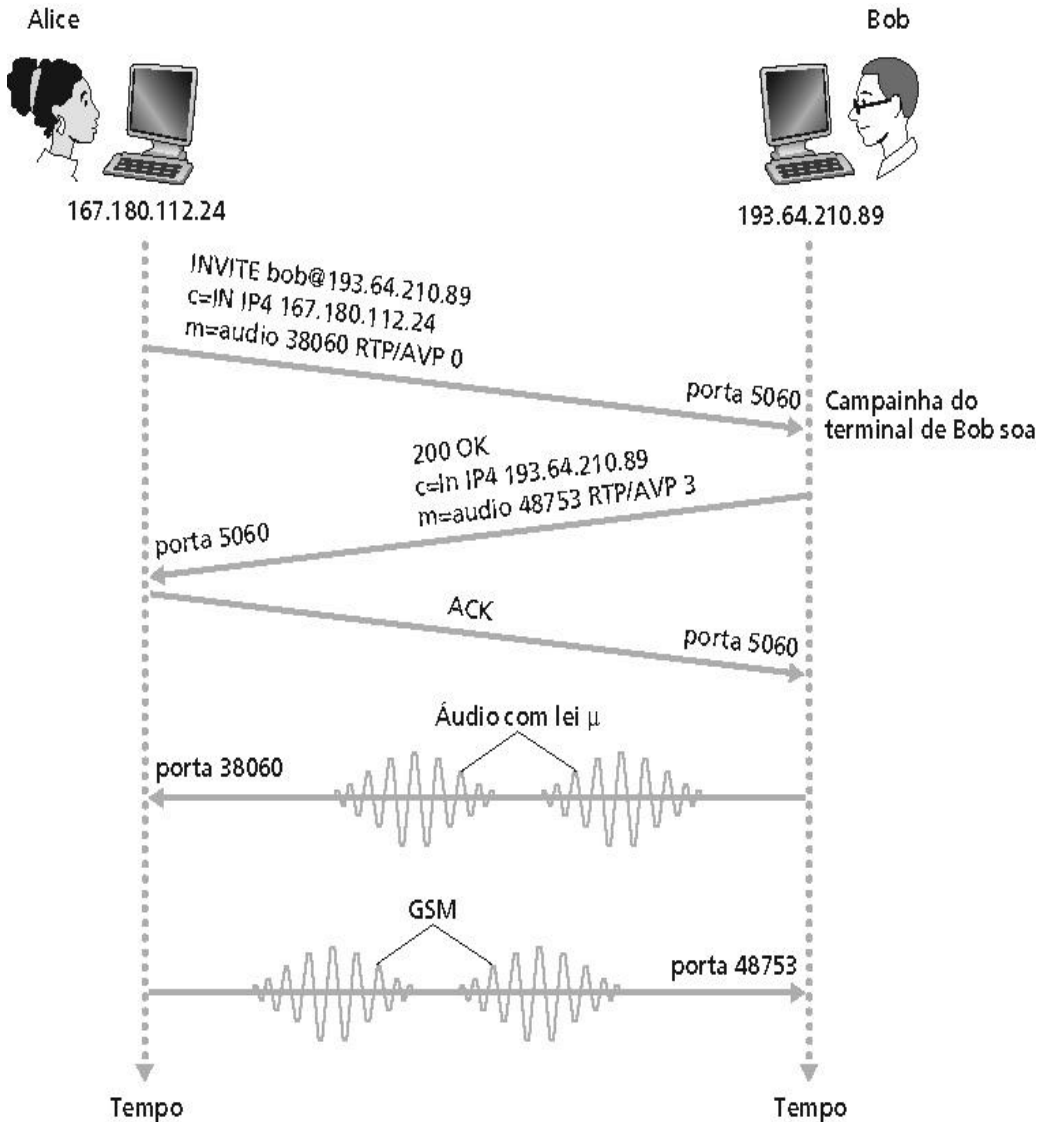 Alice
Bob
167.180.112.24
193.64.210.89
INVITE bob@193.64.210.89
c=IN IP4 167.180.112.24
m=audio 38060 RTP/AVP 0
porta 5060
Campainha do
terminal de Bob soa
200 OK
c=In IP4 193.64.210.89
m=audio 48753 RTP/AVP 3
porta 5060
ACK
porta 5060
Áudio com lei μ
porta 38060
GSM
porta 48753
Tempo
Tempo